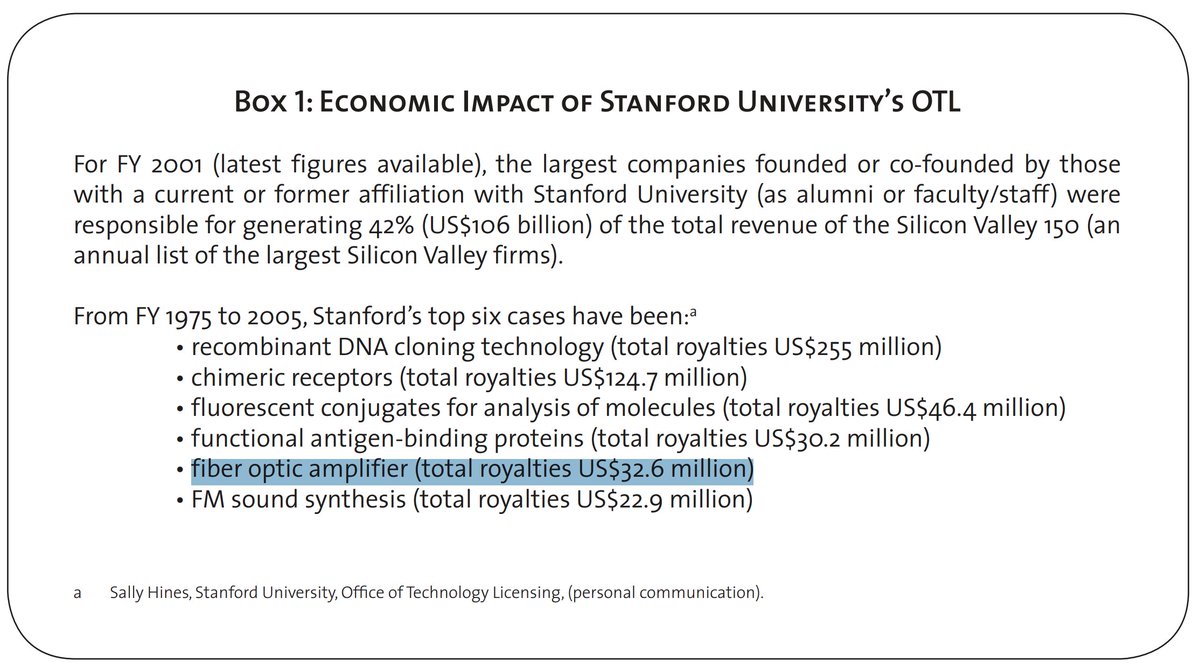 Box 1: Economic Impact of Stanford University’s OTL
For FY 2001 (latest figures available), the largest companies founded or co-founded by those
with a current or former affiliation with Stanford University (as alumni or faculty/staff) were
responsible for generating 42% (US$106 billion) of the total revenue of the Silicon Valley 150 (an
annual list of the largest Silicon Valley firms).
From FY 1975 to 2005, Stanford’s top six cases have been:a
• recombinant DNA cloning technology (total royalties US$255 million)
• chimeric receptors (total royalties US$124.7 million)
• fluorescent conjugates for analysis of molecules (total royalties US$46.4 million)
• functional antigen-binding proteins (total royalties US$30.2 million)
• fiber optic amplifier (total royalties US$32.6 million)
• FM sound synthesis (total royalties US$22.9 million)
a Sally Hines, Stanford University, Office of Technology Licensing, (personal communication).